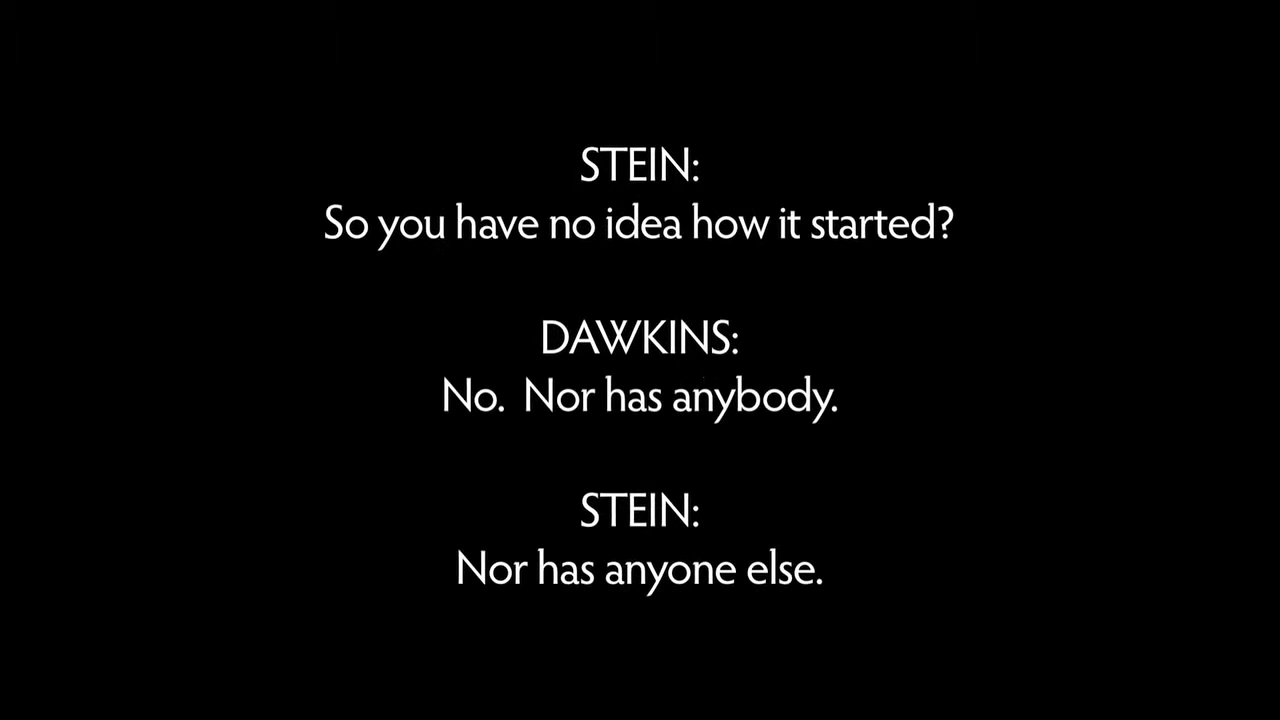 STEIN:
So you have no idea how it started?
DAWKINS:
No.  Nor has anybody.
STEIN:
Nor has anyone else.